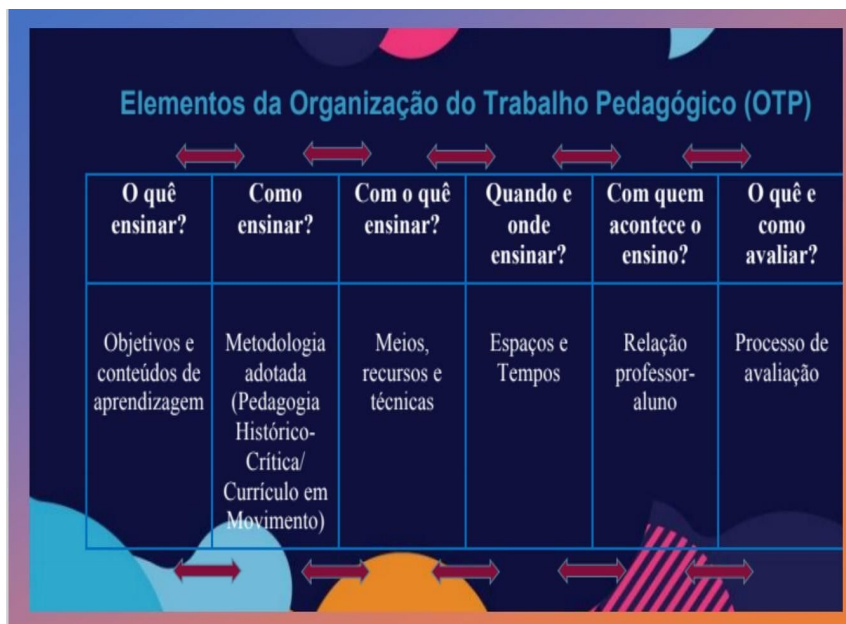 Elementos da Organização do Trabalho Pedagógico (OTP)
O quê
ensinar?
Como
ensinar?
Com o quê
ensinar?
Quando e
onde
ensinar?
Com quem
acontece o
ensino?
O quê e
como
avaliar?
Objetivos e
conteúdos de
aprendizagem
Metodologia
adotada
(Pedagogia
Histórico-
Crítica/
Currículo em
Movimento)
Meios,
recursos e
técnicas
Espaços e
Tempos
Relação
professor-
aluno
Processo de
avaliação